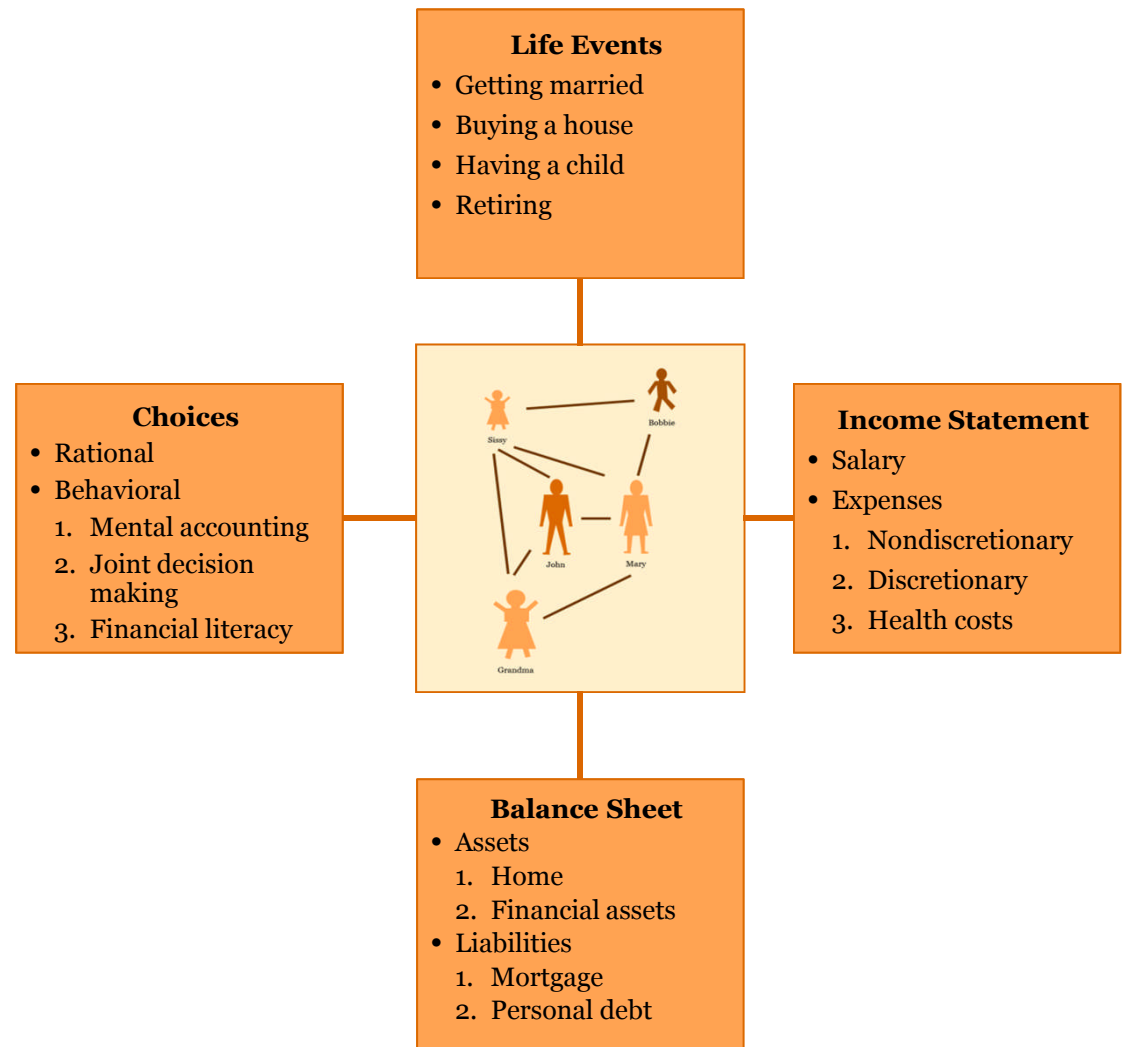 Life Events
• Getting married
• Buying a house
• Having a child
• Retiring
Choices
• Rational
• Behavioral
1. Mental accounting
2. Joint decision
making
3. Financial literacy
Sissy
Bobbie
John
Mary
Grandma
Income Statement
• Salary
• Expenses
1. Nondiscretionary
2. Discretionary
3. Health costs
Balance Sheet
• Assets
1. Home
2. Financial assets
• Liabilities
1. Mortgage
2. Personal debt